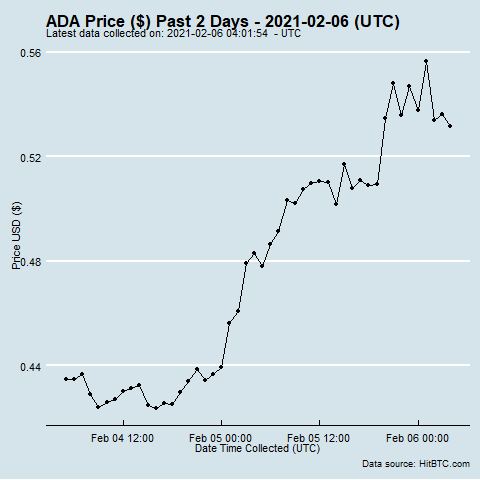 ADA Price ($) Past 2 Days - 2021-02-06 (UTC)
Latest data collected on: 2021-02-06 04:01:54 - UTC
0.56
0.52
0.48
0.44
Price USD ($)
Feb 04 12:00
Feb 05 00:00
Feb 05 12:00
Feb 06 00:00
Date Time Collected (UTC)
Data source: HitBTC.com